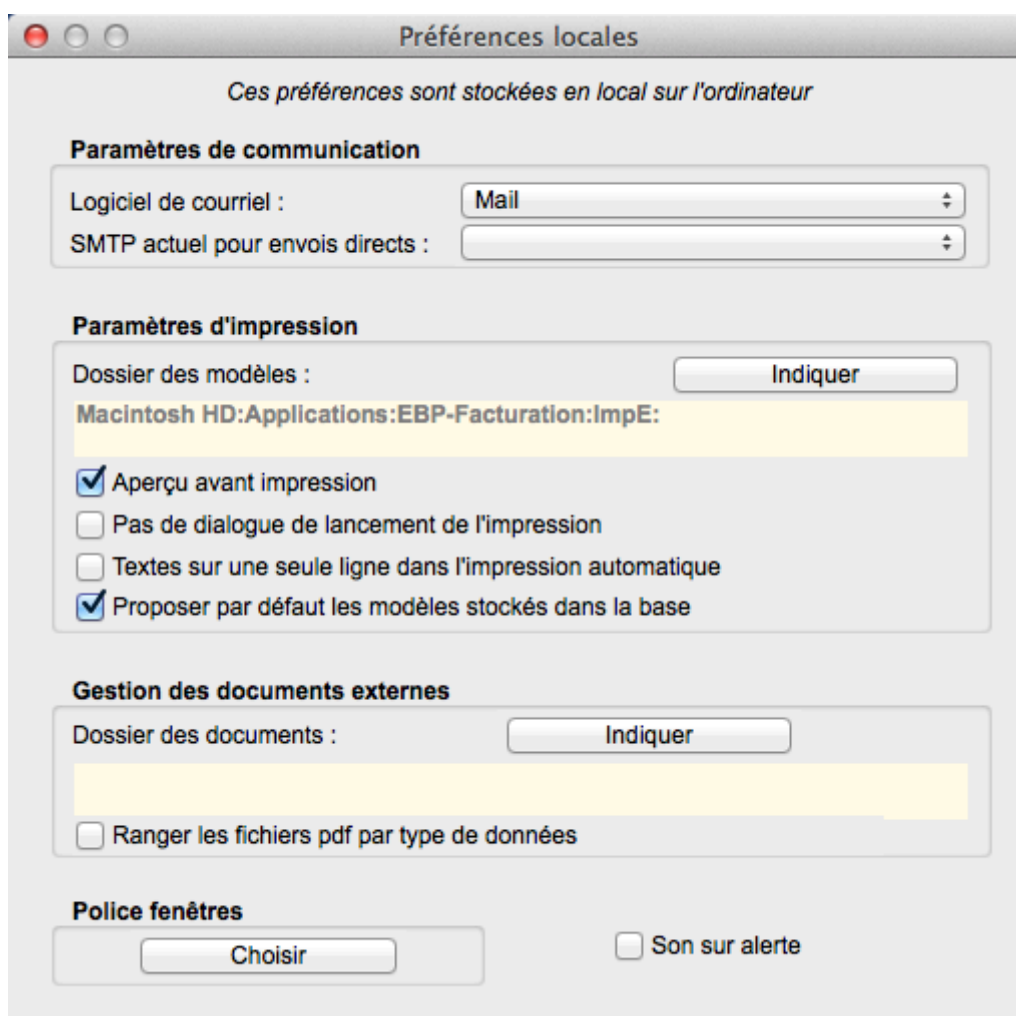 Préférences locales
Ces préférences sont stockées en local sur l'ordinateur
Paramètres de communication
Logiciel de courriel : Mail
SMTP actuel pour envois directs :
Paramètres d'impression
Dossier des modèles : Indiquer
Macintosh HD:Applications:EBP-Facturation:ImpE:
Aperçu avant impression
Pas de dialogue de lancement de l'impression
Textes sur une seule ligne dans l'impression automatique
Proposer par défaut les modèles stockés dans la base
Gestion des documents externes
Dossier des documents : Indiquer
Ranger les fichiers pdf par type de données
Police fenêtres
Choisir Son sur alerte